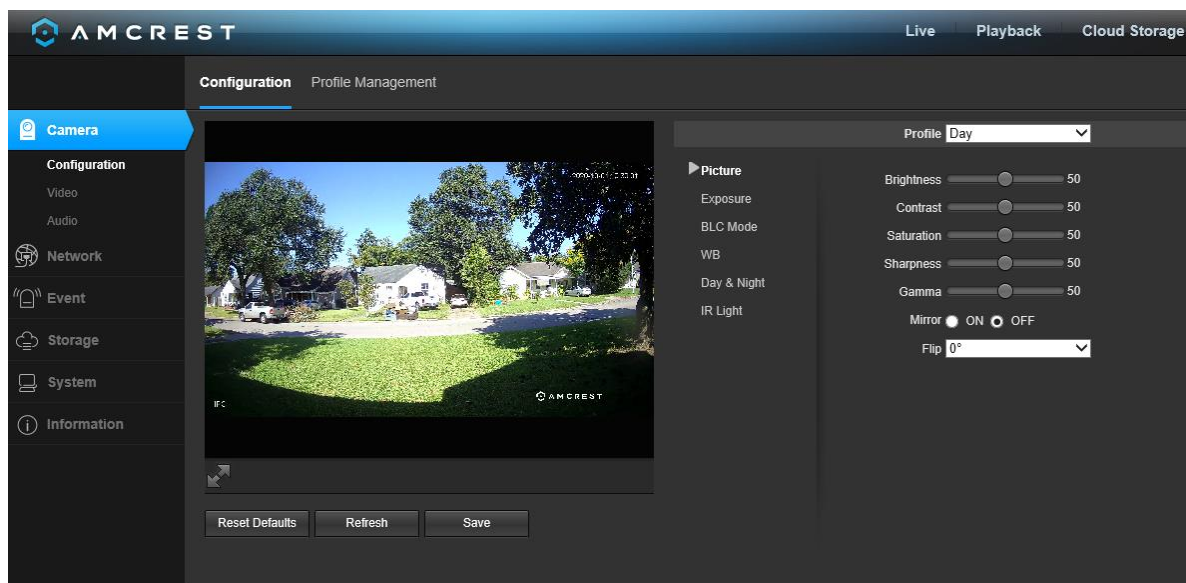 AMCREST
Live Playback Cloud Storage
Configuration Profile Management
Camera
Configuration
Video
Audio
Network
Event
Storage
System
Information
IPC
AMCREST
Reset Defaults Refresh Save
Profile Day
Picture
Exposure
BLC Mode
WB
Day & Night
IR Light
Brightness 50
Contrast 50
Saturation 50
Sharpness 50
Gamma 50
Mirror ON OFF
Flip 0°